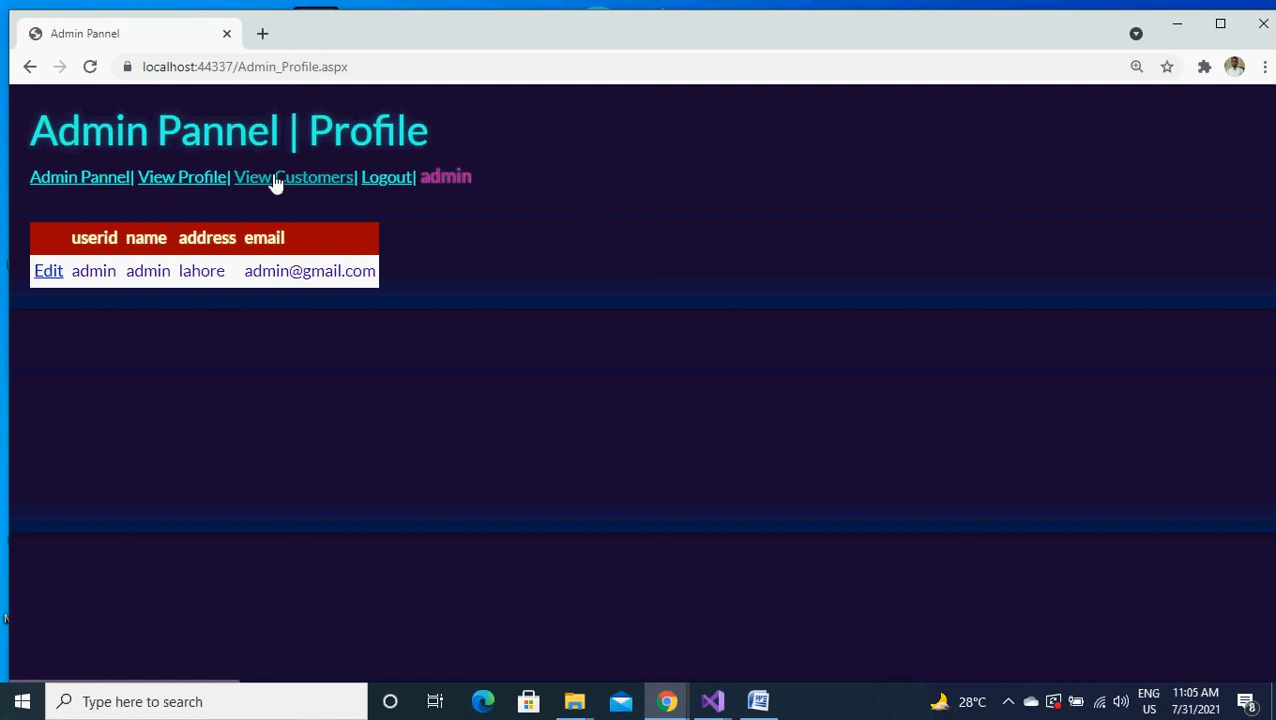 Admin Pannel
localhost:44337/Admin_Profile.aspx
Admin Pannel | Profile
Admin Pannel| View Profile| View Customers| Logout| admin
userid name address email
Edit admin admin lahore admin@gmail.com
Type here to search
28°C
ENG
US
11:05 AM
7/31/2021
8